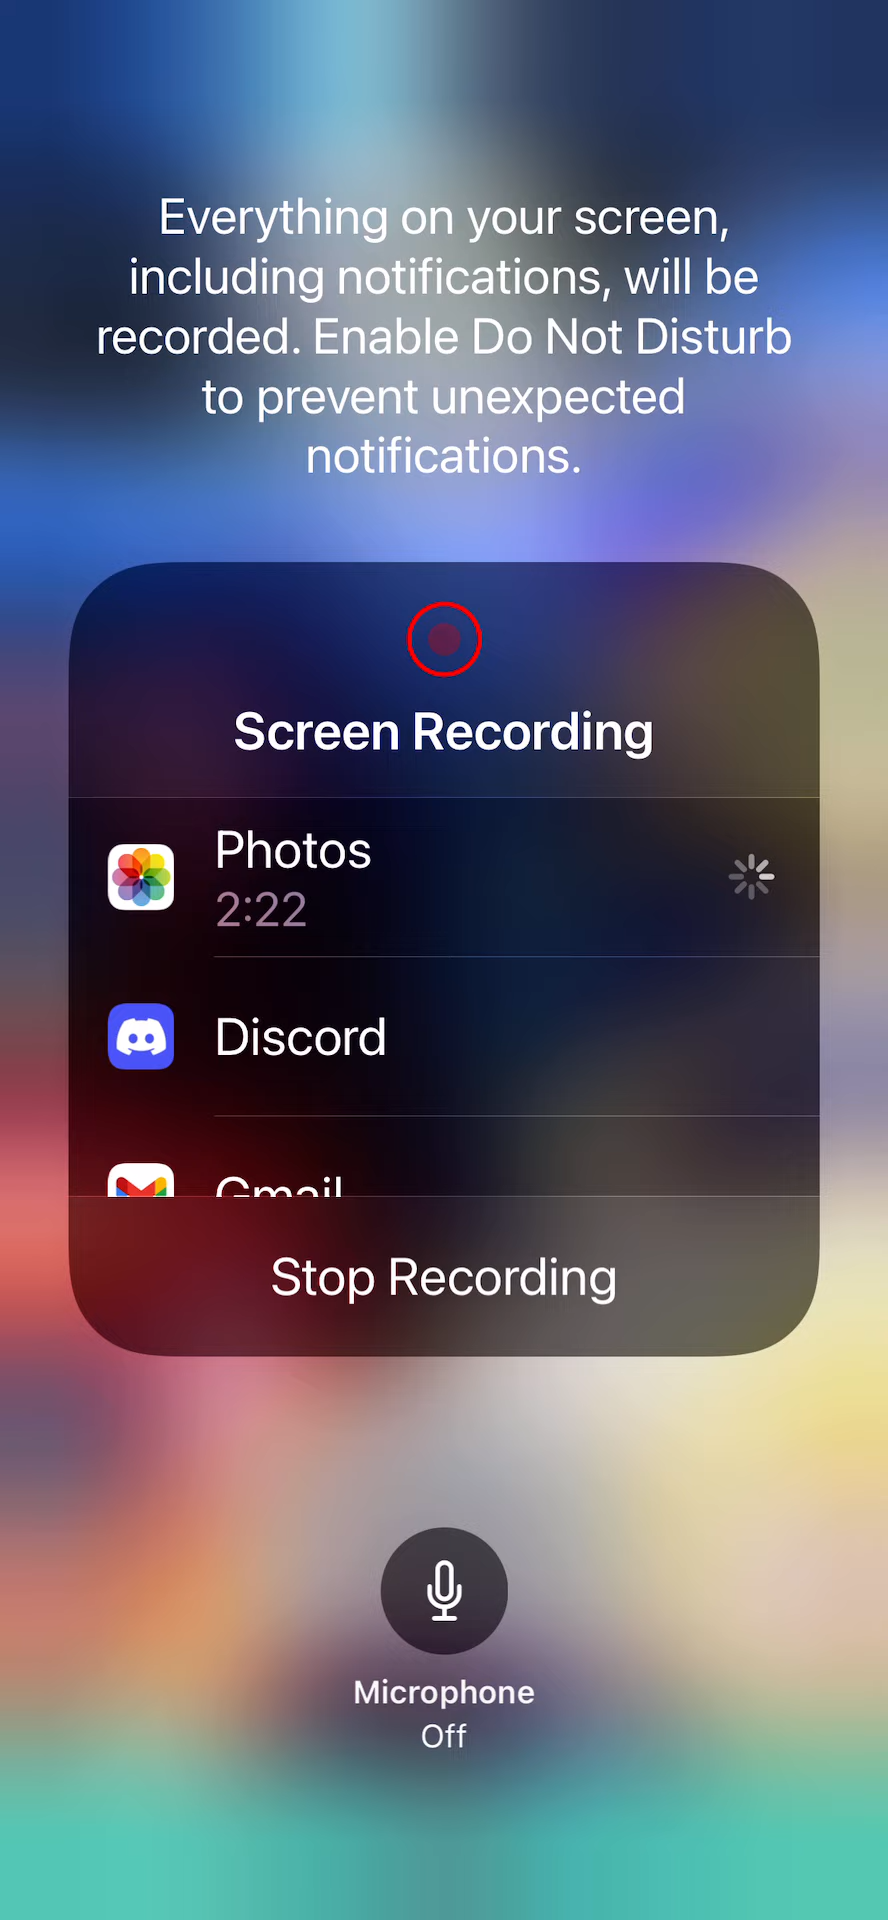 Everything on your screen,
including notifications, will be
recorded. Enable Do Not Disturb
to prevent unexpected
notifications.
Screen Recording
Photos
2:22
Discord
Gmail
Stop Recording
Microphone
Off